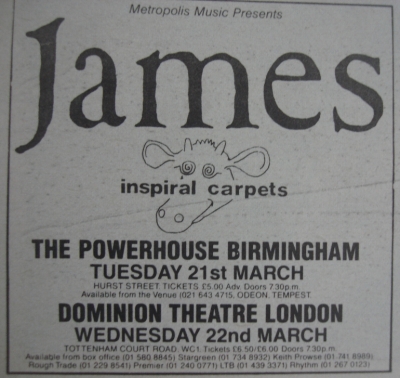 Metropolis Music Presents
James
inspiral carpets
THE POWERHOUSE BIRMINGHAM
TUESDAY 21st MARCH
HURST STREET. TICKETS £5.00 Adv. Doors 7.30p.m.
Available from the Venue (021 643 4715, ODEON, TEMPEST.
DOMINION THEATRE LONDON
WEDNESDAY 22nd MARCH
TOTTENHAM COURT ROAD, WC1. Tickets £6.50/£6.00 Doors 7.30p.m.
Available from box office (01 580 8845) Stargreen (01 734 8932) Keith Prowse (01 741 8989)
Rough Trade (01 229 8541) Premier (01 240 0771) LTB (01 439 3371) Rhythm (01 267 0123)